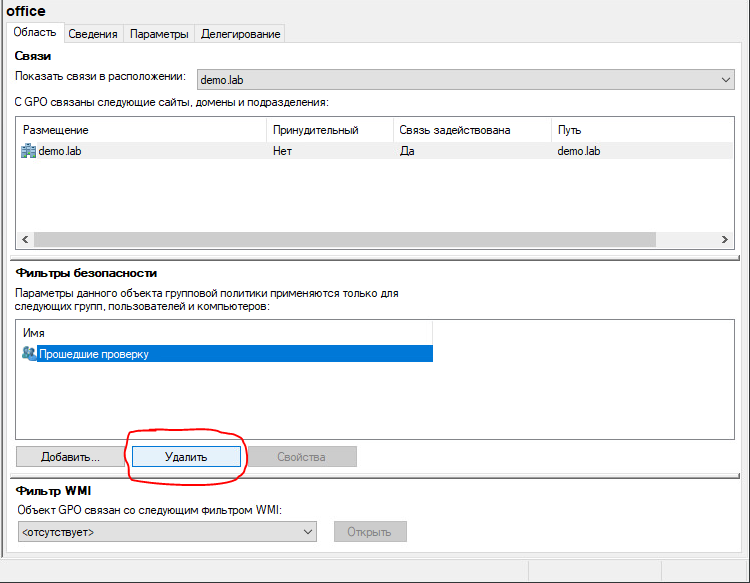 office
Область Сведения Параметры Делегирование
Связи
Показать связи в расположении: demo.lab
С GPO связаны следующие сайты, домены и подразделения:
Размещение Принудительный Связь задействована Путь
demo.lab Нет Да demo.lab
Фильтры безопасности
Параметры данного объекта групповой политики применяются только для
следующих групп, пользователей и компьютеров:
Имя
Прошедшие проверку
Добавить... Удалить Свойства
Фильтр WMI
Объект GPO связан со следующим фильтром WMI:
<отсутствует> Открыть